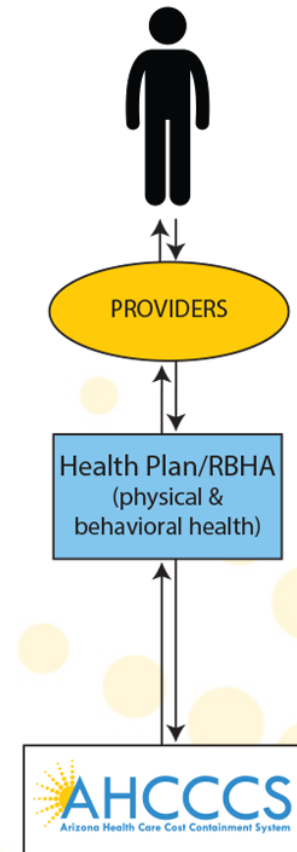 PROVIDERS
Health Plan/RBHA
(physical &
behavioral health)
AHCCCS
Arizona Health Care Cost Containment System